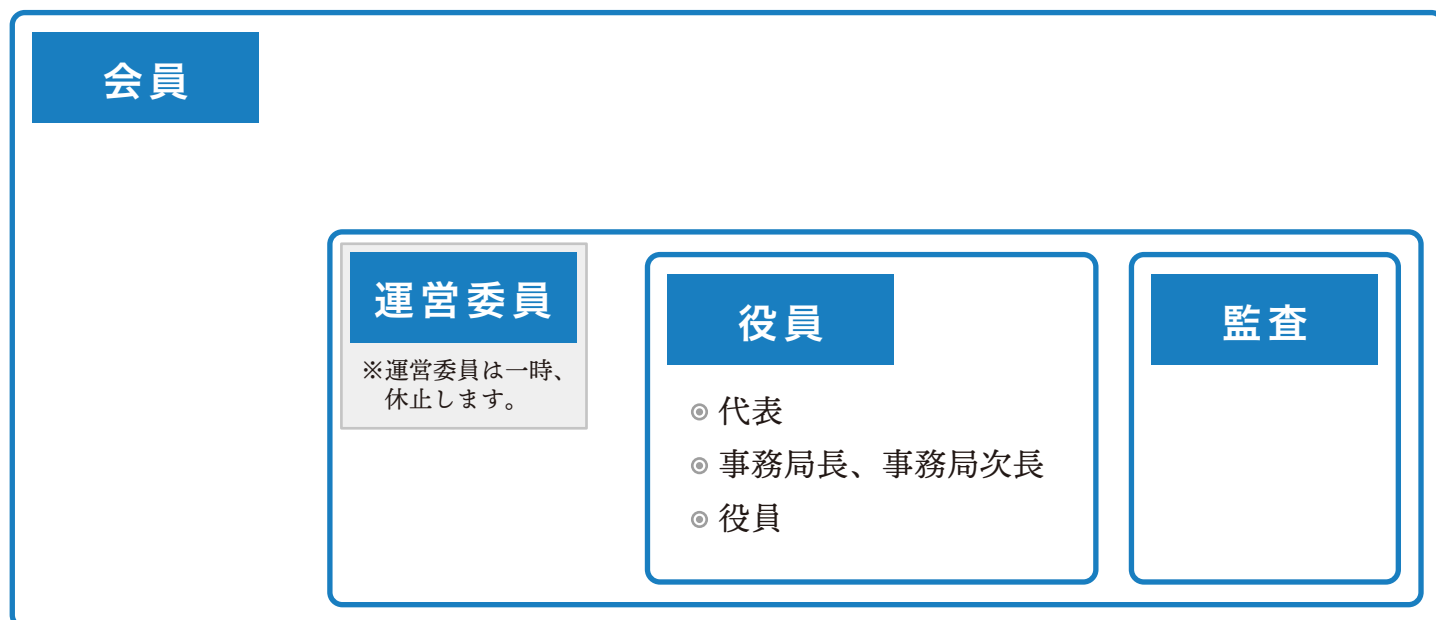 会員
運営委員
※運営委員は一時、
休止します。
役員
◉代表
◉事務局長、事務局次長
◉役員
監査